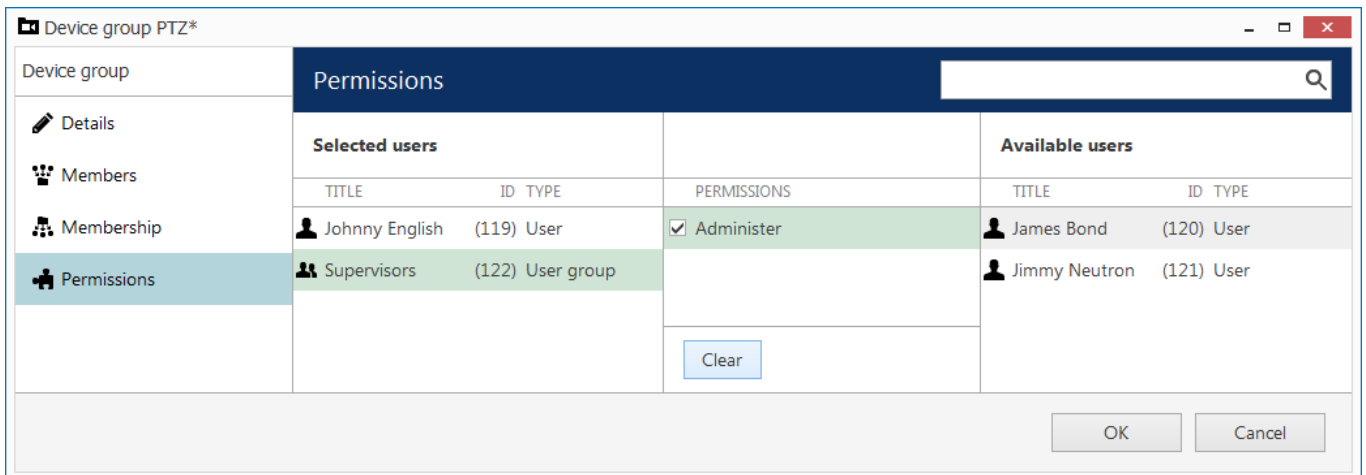 Device group PTZ*
Device group
Permissions
Details
Members
Membership
Permissions
Selected users
Available users
TITLE ID TYPE
PERMISSIONS
TITLE ID TYPE
Johnny English (119) User
Administer
James Bond (120) User
Supervisors (122) User group
Jimmy Neutron (121) User
Clear
OK
Cancel